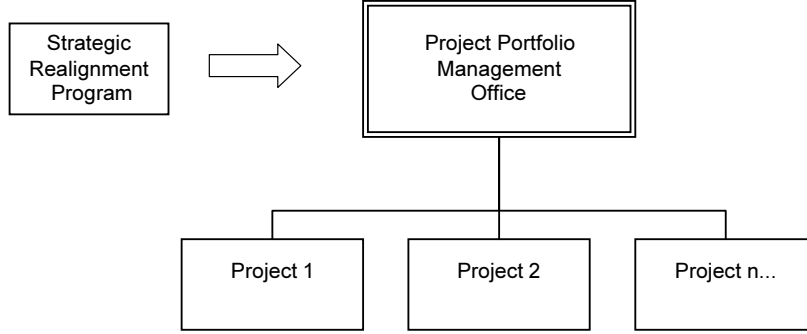 Strategic
Realignment
Program
Project Portfolio
Management
Office
Project 1
Project 2
Project n...